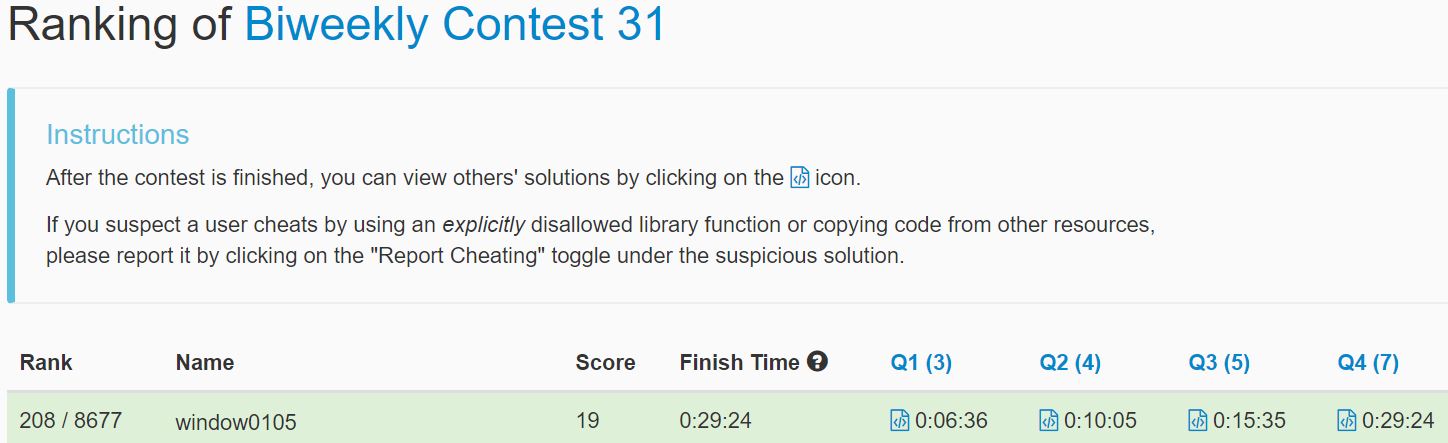 Ranking of Biweekly Contest 31
Instructions
After the contest is finished, you can view others' solutions by clicking on the icon.
If you suspect a user cheats by using an explicitly disallowed library function or copying code from other resources,
please report it by clicking on the "Report Cheating" toggle under the suspicious solution.
Rank Name Score Finish Time ? Q1 (3) Q2 (4) Q3 (5) Q4 (7)
208 / 8677 window0105 19 0:29:24 0:06:36 0:10:05 0:15:35 0:29:24